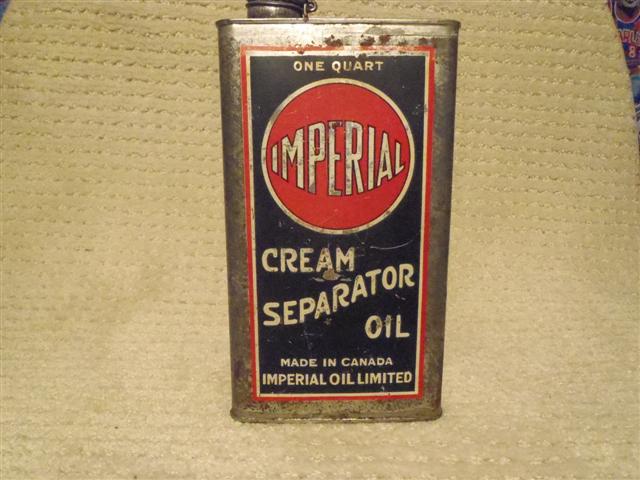 ONE QUART
IMPERIAL
CREAM
SEPARATOR
OIL
MADE IN CANADA
IMPERIAL OIL LIMITED